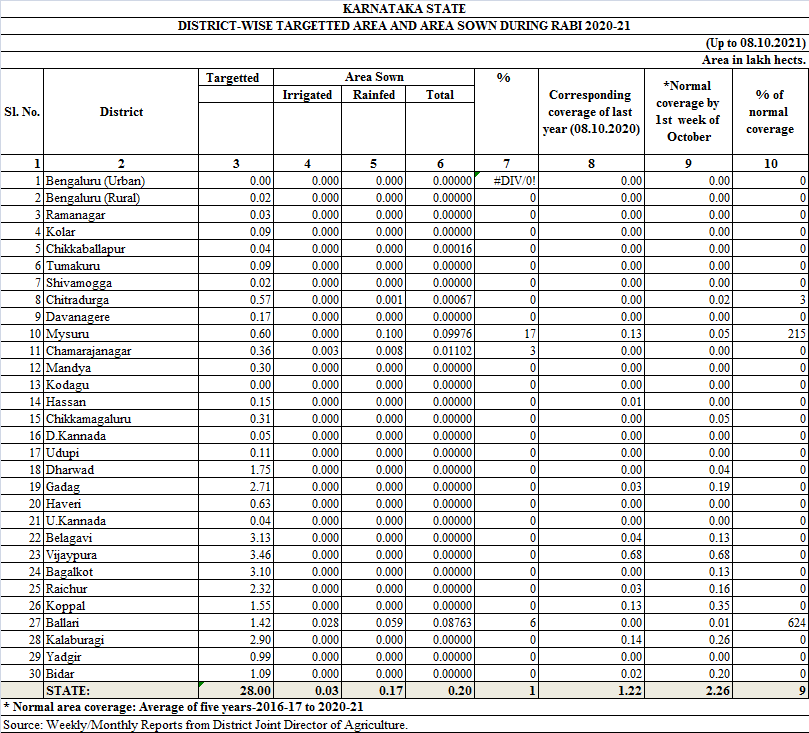 KARNATAKA STATE
DISTRICT-WISE TARGETTED AREA AND AREA SOWN DURING RABI 2020-21
(Up to 08.10.2021)
Area in lakh hects.
Sl. No. District Targetted Area Sown % Corresponding coverage of last year (08.10.2020) *Normal coverage by 1st week of October % of normal coverage
Irrigated Rainfed Total
1 2 3 4 5 6 7 8 9 10
1 Bengaluru (Urban) 0.00 0.000 0.000 0.00000 #DIV/0! 0.00 0.00 0
2 Bengaluru (Rural) 0.02 0.000 0.000 0.00000 0 0.00 0.00 0
3 Ramanagar 0.03 0.000 0.000 0.00000 0 0.00 0.00 0
4 Kolar 0.09 0.000 0.000 0.00000 0 0.00 0.00 0
5 Chikkaballapur 0.04 0.000 0.000 0.00016 0 0.00 0.00 0
6 Tumakuru 0.09 0.000 0.000 0.00000 0 0.00 0.00 0
7 Shivamogga 0.02 0.000 0.000 0.00000 0 0.00 0.00 0
8 Chitradurga 0.57 0.000 0.001 0.00067 0 0.00 0.02 3
9 Davanagere 0.17 0.000 0.000 0.00000 0 0.00 0.00 0
10 Mysuru 0.60 0.000 0.100 0.09976 17 0.13 0.05 215
11 Chamarajanagar 0.36 0.003 0.008 0.01102 3 0.00 0.00 0
12 Mandya 0.30 0.000 0.000 0.00000 0 0.00 0.00 0
13 Kodagu 0.00 0.000 0.000 0.00000 0 0.00 0.00 0
14 Hassan 0.15 0.000 0.000 0.00000 0 0.01 0.00 0
15 Chikkamagaluru 0.31 0.000 0.000 0.00000 0 0.00 0.05 0
16 D.Kannada 0.05 0.000 0.000 0.00000 0 0.00 0.00 0
17 Udupi 0.11 0.000 0.000 0.00000 0 0.00 0.00 0
18 Dharwad 1.75 0.000 0.000 0.00000 0 0.00 0.04 0
19 Gadag 2.71 0.000 0.000 0.00000 0 0.03 0.19 0
20 Haveri 0.63 0.000 0.000 0.00000 0 0.00 0.00 0
21 U.Kannada 0.04 0.000 0.000 0.00000 0 0.00 0.00 0
22 Belagavi 3.13 0.000 0.000 0.00000 0 0.04 0.13 0
23 Vijaypura 3.46 0.000 0.000 0.00000 0 0.68 0.68 0
24 Bagalkot 3.10 0.000 0.000 0.00000 0 0.00 0.13 0
25 Raichur 2.32 0.000 0.000 0.00000 0 0.03 0.16 0
26 Koppal 1.55 0.000 0.000 0.00000 0 0.13 0.35 0
27 Ballari 1.42 0.028 0.059 0.08763 6 0.00 0.01 624
28 Kalaburagi 2.90 0.000 0.000 0.00000 0 0.14 0.26 0
29 Yadgir 0.99 0.000 0.000 0.00000 0 0.00 0.00 0
30 Bidar 1.09 0.000 0.000 0.00000 0 0.02 0.20 0
STATE: 28.00 0.03 0.17 0.20 1 1.22 2.26 9
* Normal area coverage: Average of five years-2016-17 to 2020-21
Source: Weekly/Monthly Reports from District Joint Director of Agriculture.